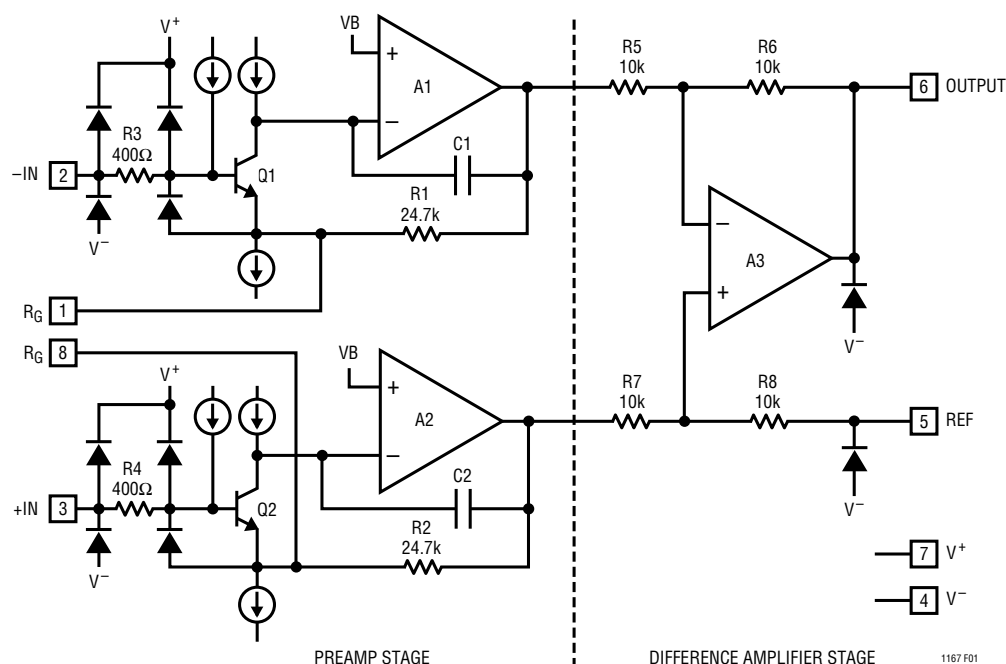 V+
VB
R5
10k
R6
10k
6 OUTPUT
+
A1
−
R3
400Ω
−IN 2
Q1
C1
R1
24.7k
V−
−
A3
+
RG 1
V−
RG 8
V+
VB
R7
10k
R8
10k
5 REF
+
A2
−
R4
400Ω
+IN 3
Q2
C2
R2
24.7k
V−
V−
7 V+
4 V−
PREAMP STAGE
DIFFERENCE AMPLIFIER STAGE
1167 F01